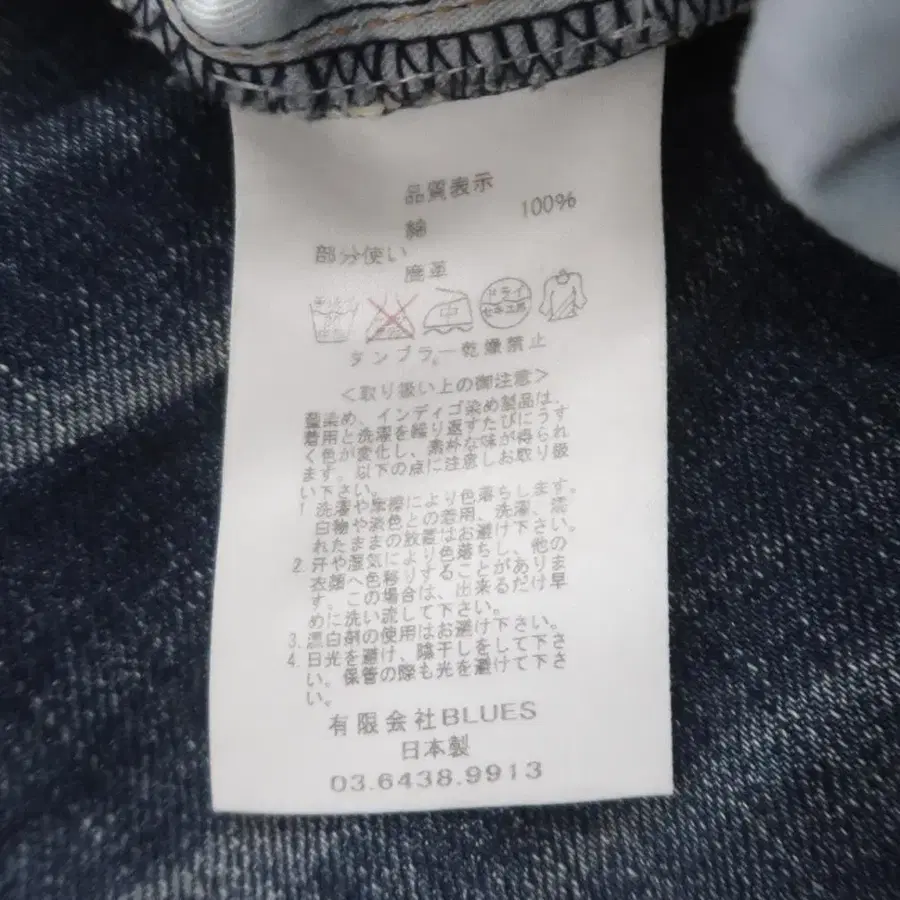 品質表示
綿 100%
部分使い
鹿革
中 ドライ セキユ系
タンブラー乾燥禁止
<取り扱い上の御注意>
藍染め、インディゴ染め製品は、
着用と洗濯を繰り返すたびにうす
く色が変化し、素朴な味が得られ
ます。以下の点に注意しお取り扱
い下さい。
1.洗濯や摩擦により色落ちします。
白物や淡色との着用、洗濯、濡
れたままの放置はお避け下さい。
2.汗や湿気により色落ちし、他の
衣類へ色移りすることがありま
す。この場合は、出来るだけ早
めに洗い流して下さい。
3.漂白剤の使用はお避け下さい。
4.日光を避け、陰干しをして下さ
い。保管の際も光を避けて下さ
い。
有限会社BLUES
日本製
03.6438.9913